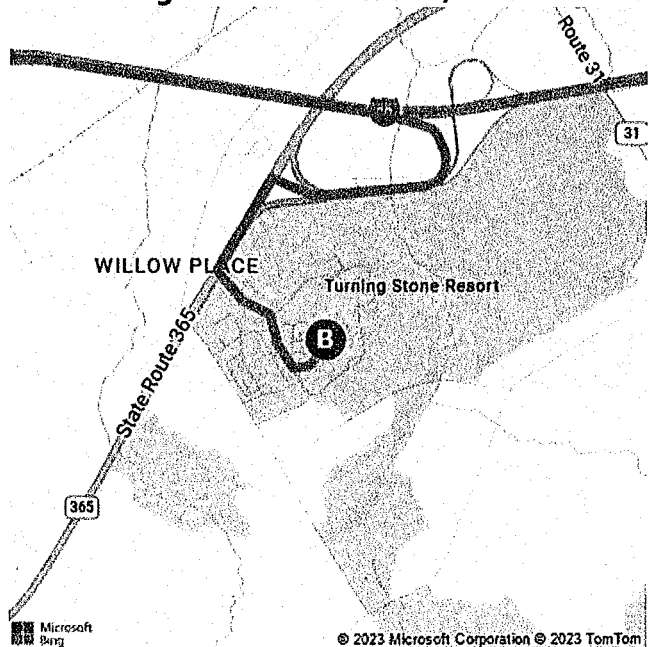 Route 31
31
WILLOW PLACE
Turning Stone Resort
B
State Route 365
365
Microsoft
Bing
© 2023 Microsoft Corporation © 2023 TomTom